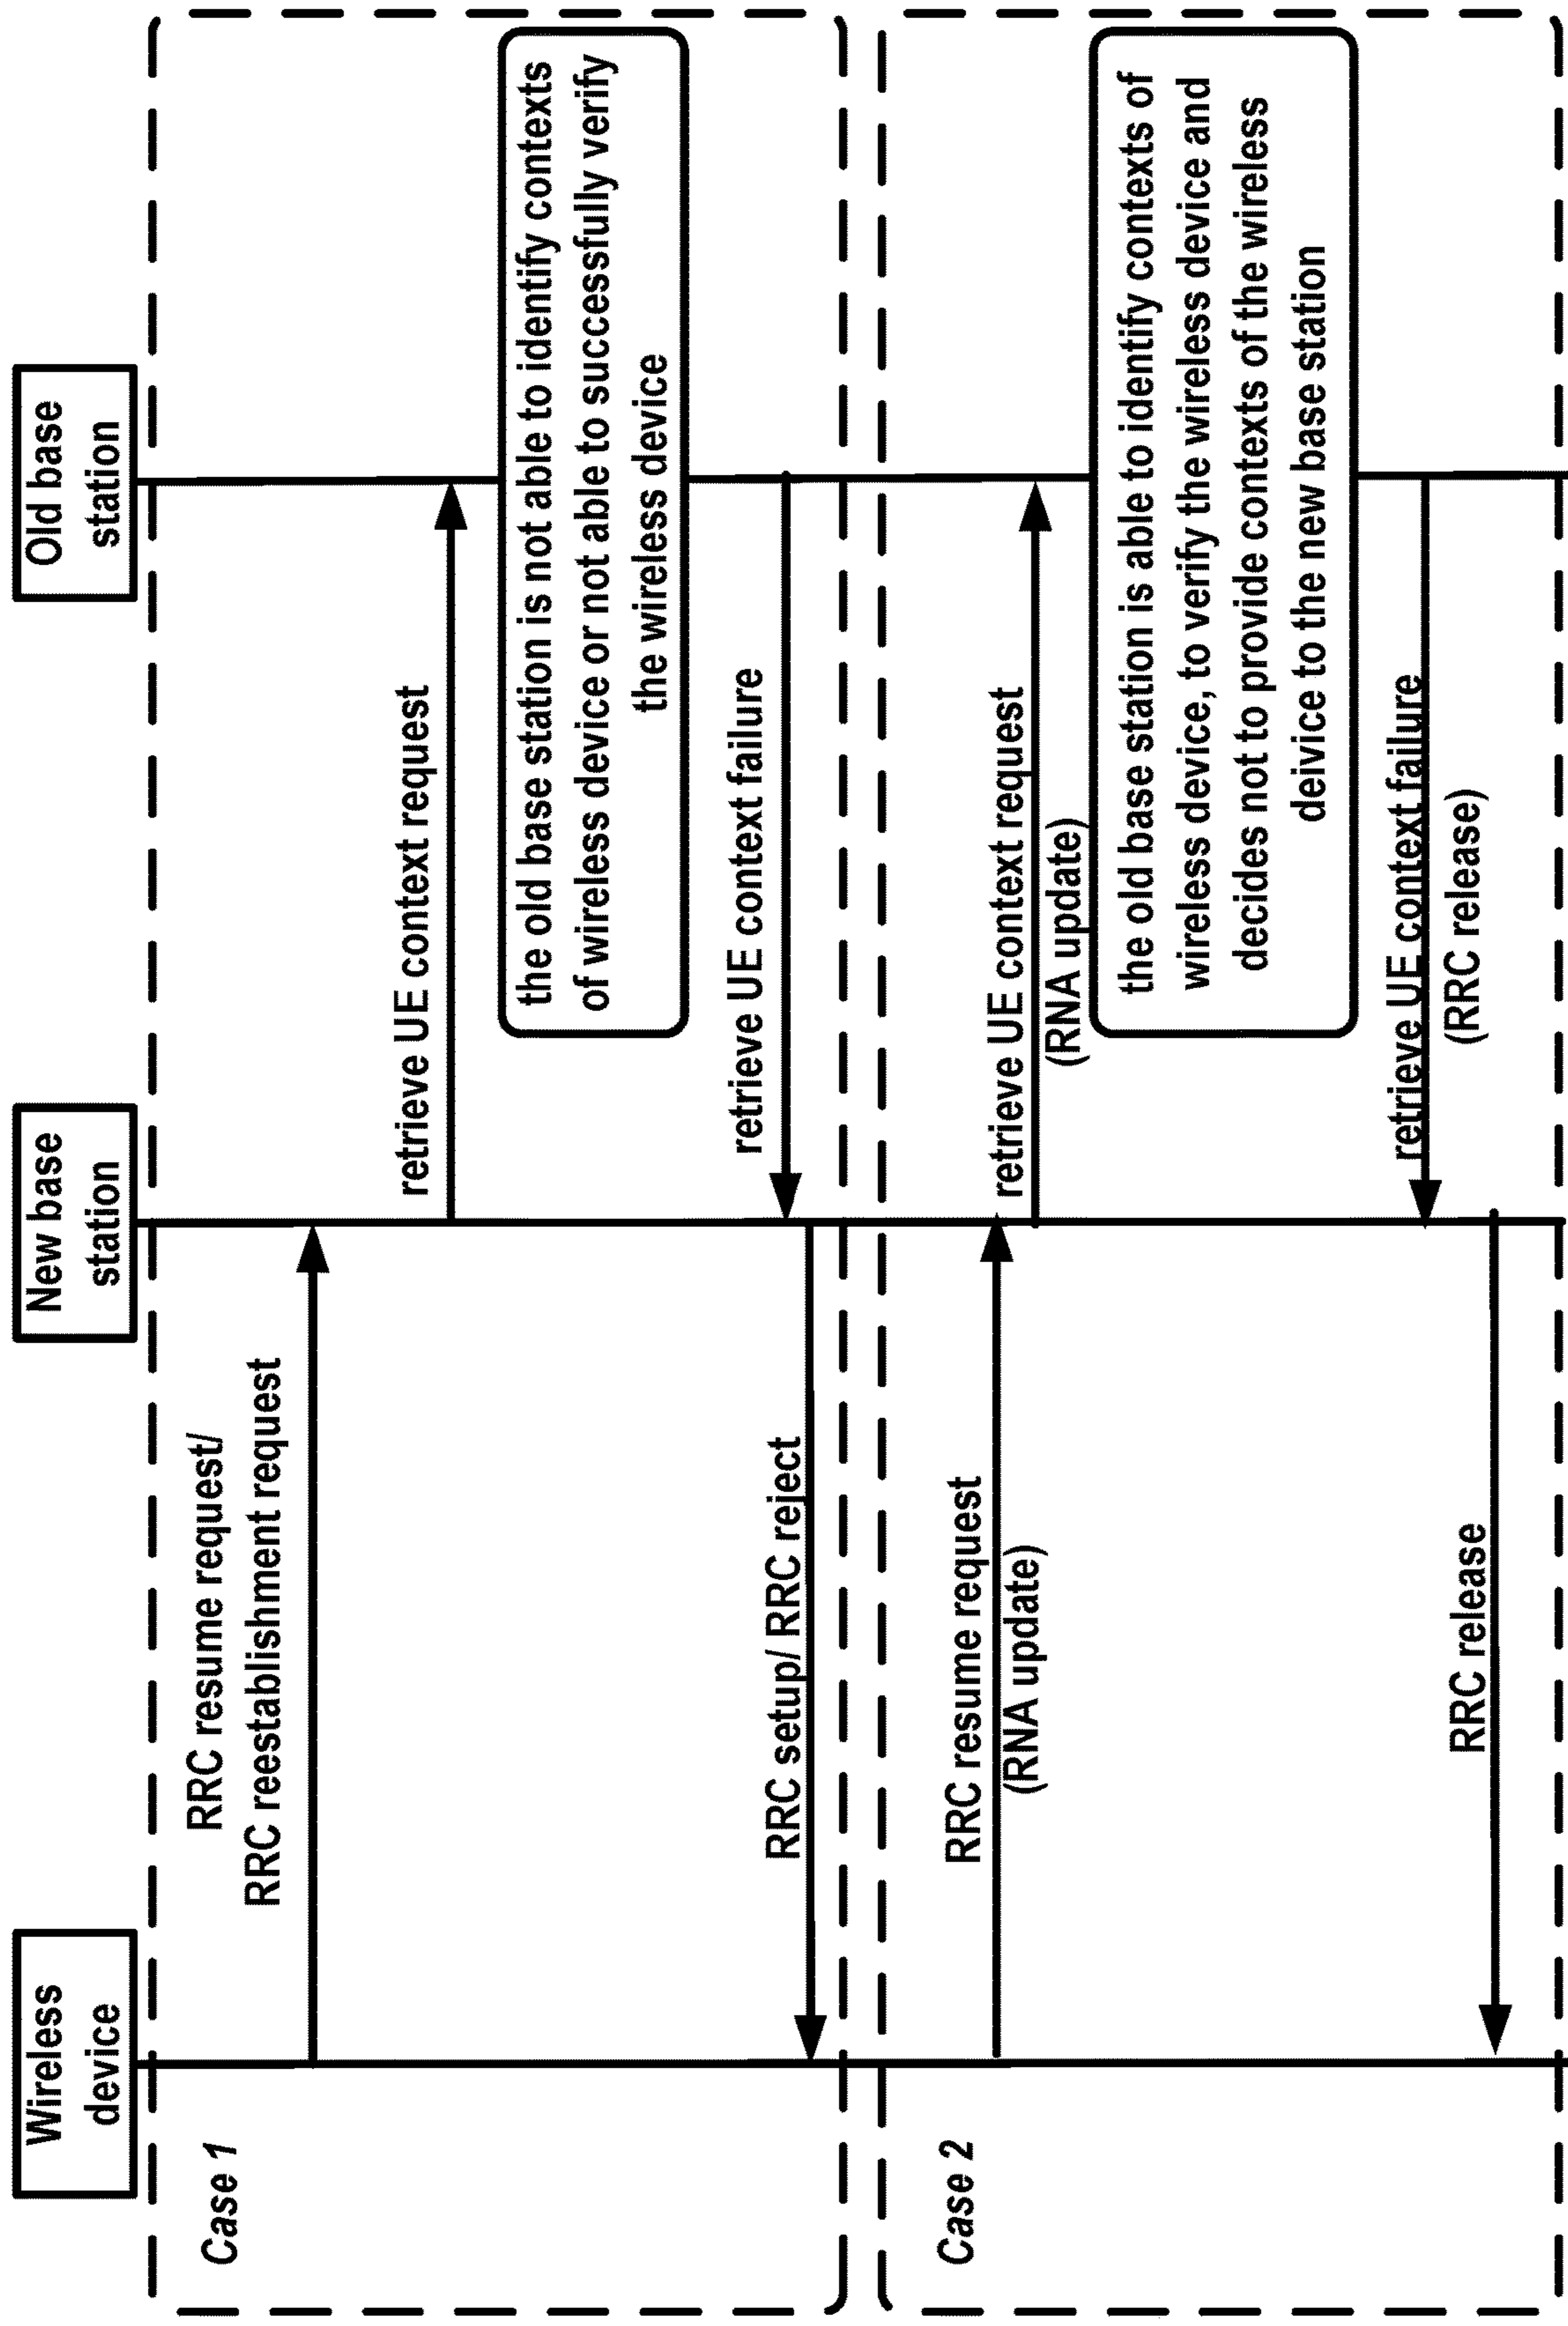 Wireless
device
New base
station
Old base
station
Case 1
RRC resume request/
RRC reestablishment request
retrieve UE context request
the old base station is not able to identify contexts
of wireless device or not able to successfully verify
the wireless device
retrieve UE context failure
RRC setup/ RRC reject
Case 2
RRC resume request
(RNA update)
retrieve UE context request
(RNA update)
the old base station is able to identify contexts of
wireless device, to verify the wireless device and
decides not to provide contexts of the wireless
deivice to the new base station
retrieve UE context failure
(RRC release)
RRC release